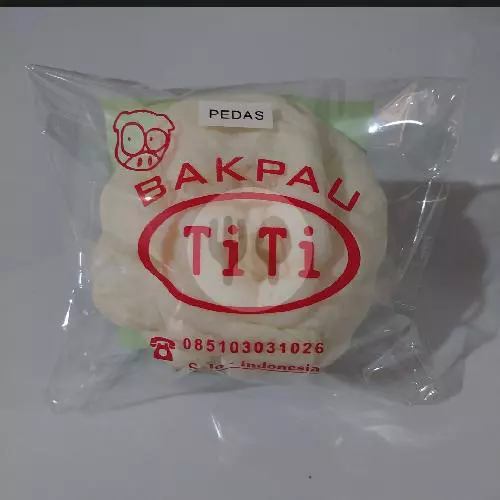 PEDAS
BAKPAU
TiTi
085103031026
Indonesia